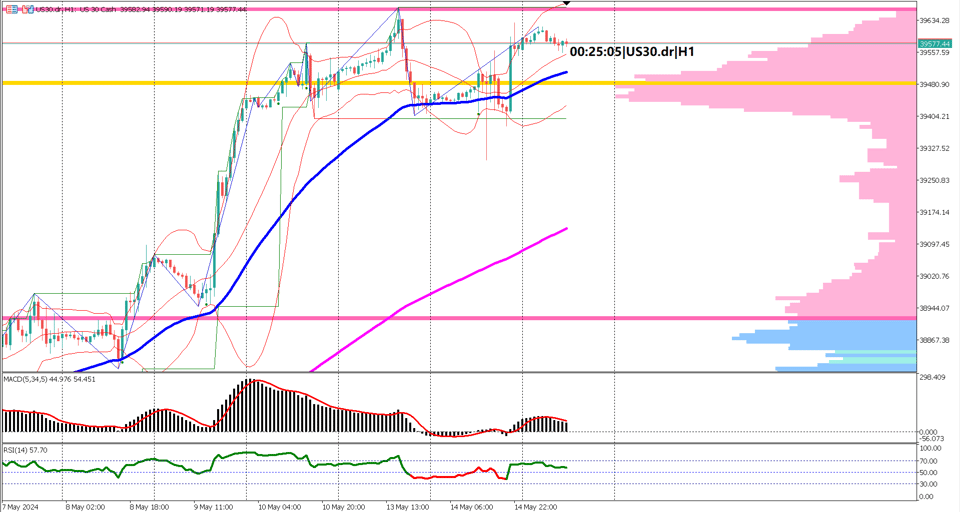 US30.dr, H1: US 30 Cash 39582.94 39590.19 39571.19 39577.44
39634.28
39577.44
00:25:05|US30.dr|H1
39557.59
39480.90
39404.21
39327.52
39250.83
39174.14
39097.45
39020.76
38944.07
38867.38
MACD(5,34,5) 44.976 54.451
298.409
0.000
-56.073
RSI(14) 57.70
100.00
70.00
50.00
30.00
0.00
7 May 2024
8 May 02:00
8 May 18:00
9 May 11:00
10 May 04:00
10 May 20:00
13 May 13:00
14 May 06:00
14 May 22:00